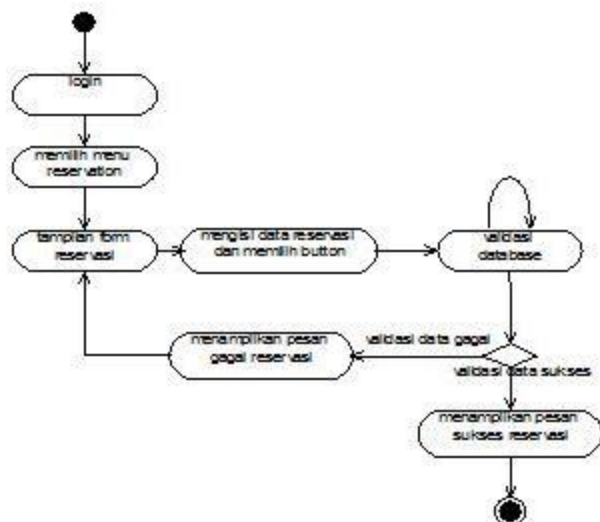 login
memilih menu
reservation
tampilan form
reservasi
mengisi data reservasi
dan memilih button
validasi
database
menampilkan pesan
gagal reservasi
validasi data gagal
validasi data sukses
menampilkan pesan
sukses reservasi